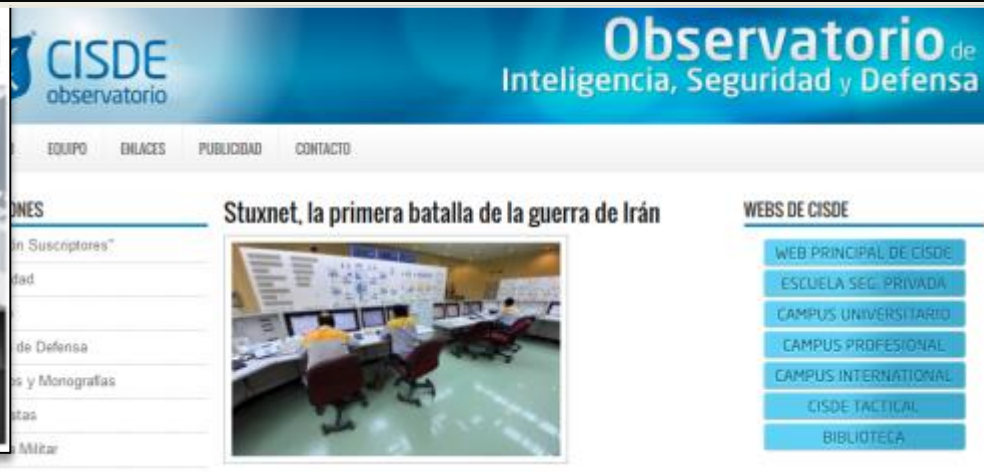 CISDE
observatorio
Observatorio de
Inteligencia, Seguridad y Defensa
EQUIPO ENLACES PUBLICIDAD CONTACTO
Stuxnet, la primera batalla de la guerra de Irán
Suscriptores"
de Defensa
y Monografías
Militar
WEBS DE CISDE
WEB PRINCIPAL DE CISDE
ESCUELA SEG. PRIVADA
CAMPUS UNIVERSITARIO
CAMPUS PROFESIONAL
CAMPUS INTERNATIONAL
CISDE TACTICAL
BIBLIOTECA